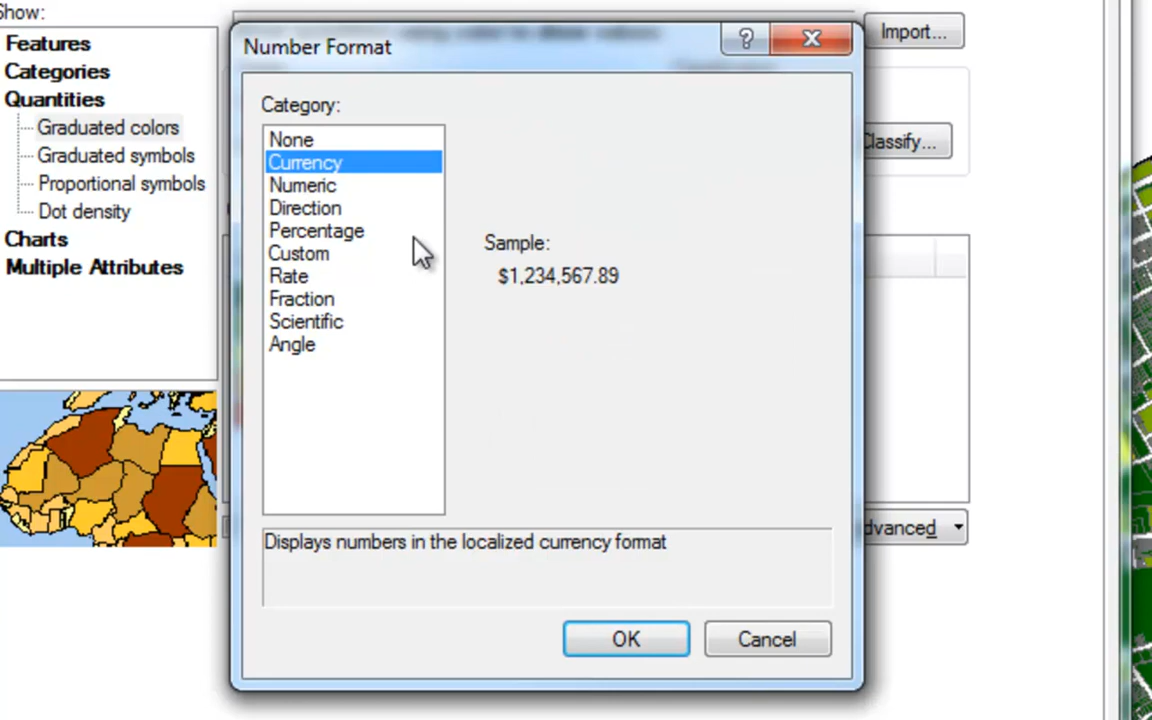 Show:
Features
Categories
Quantities
Graduated colors
Graduated symbols
Proportional symbols
Dot density
Charts
Multiple Attributes
Number Format
Category:
None
Currency
Numeric
Direction
Percentage
Custom
Rate
Fraction
Scientific
Angle
Sample:
$1,234,567.89
Displays numbers in the localized currency format
OK
Cancel
Import...
Classify...